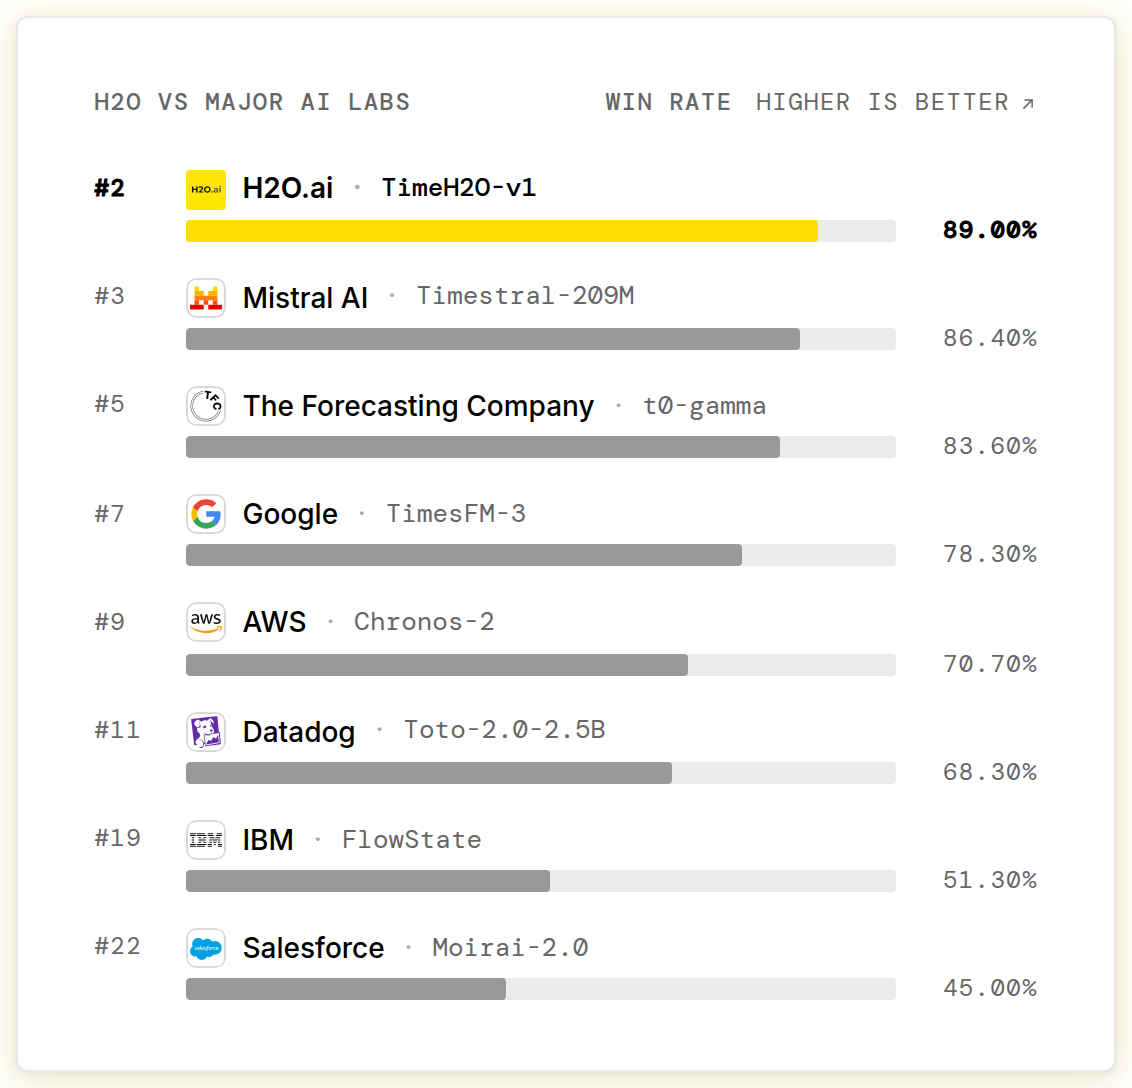 H2O VS MAJOR AI LABS WIN RATE HIGHER IS BETTER ↗
#2 H2O.ai H2O.ai · TimeH2O-v1
89.00%
#3 Mistral AI · Timestral-209M
86.40%
#5 TFC The Forecasting Company · t0-gamma
83.60%
#7 G Google · TimesFM-3
78.30%
#9 aws AWS · Chronos-2
70.70%
#11 Datadog · Toto-2.0-2.5B
68.30%
#19 IBM IBM · FlowState
51.30%
#22 salesforce Salesforce · Moirai-2.0
45.00%